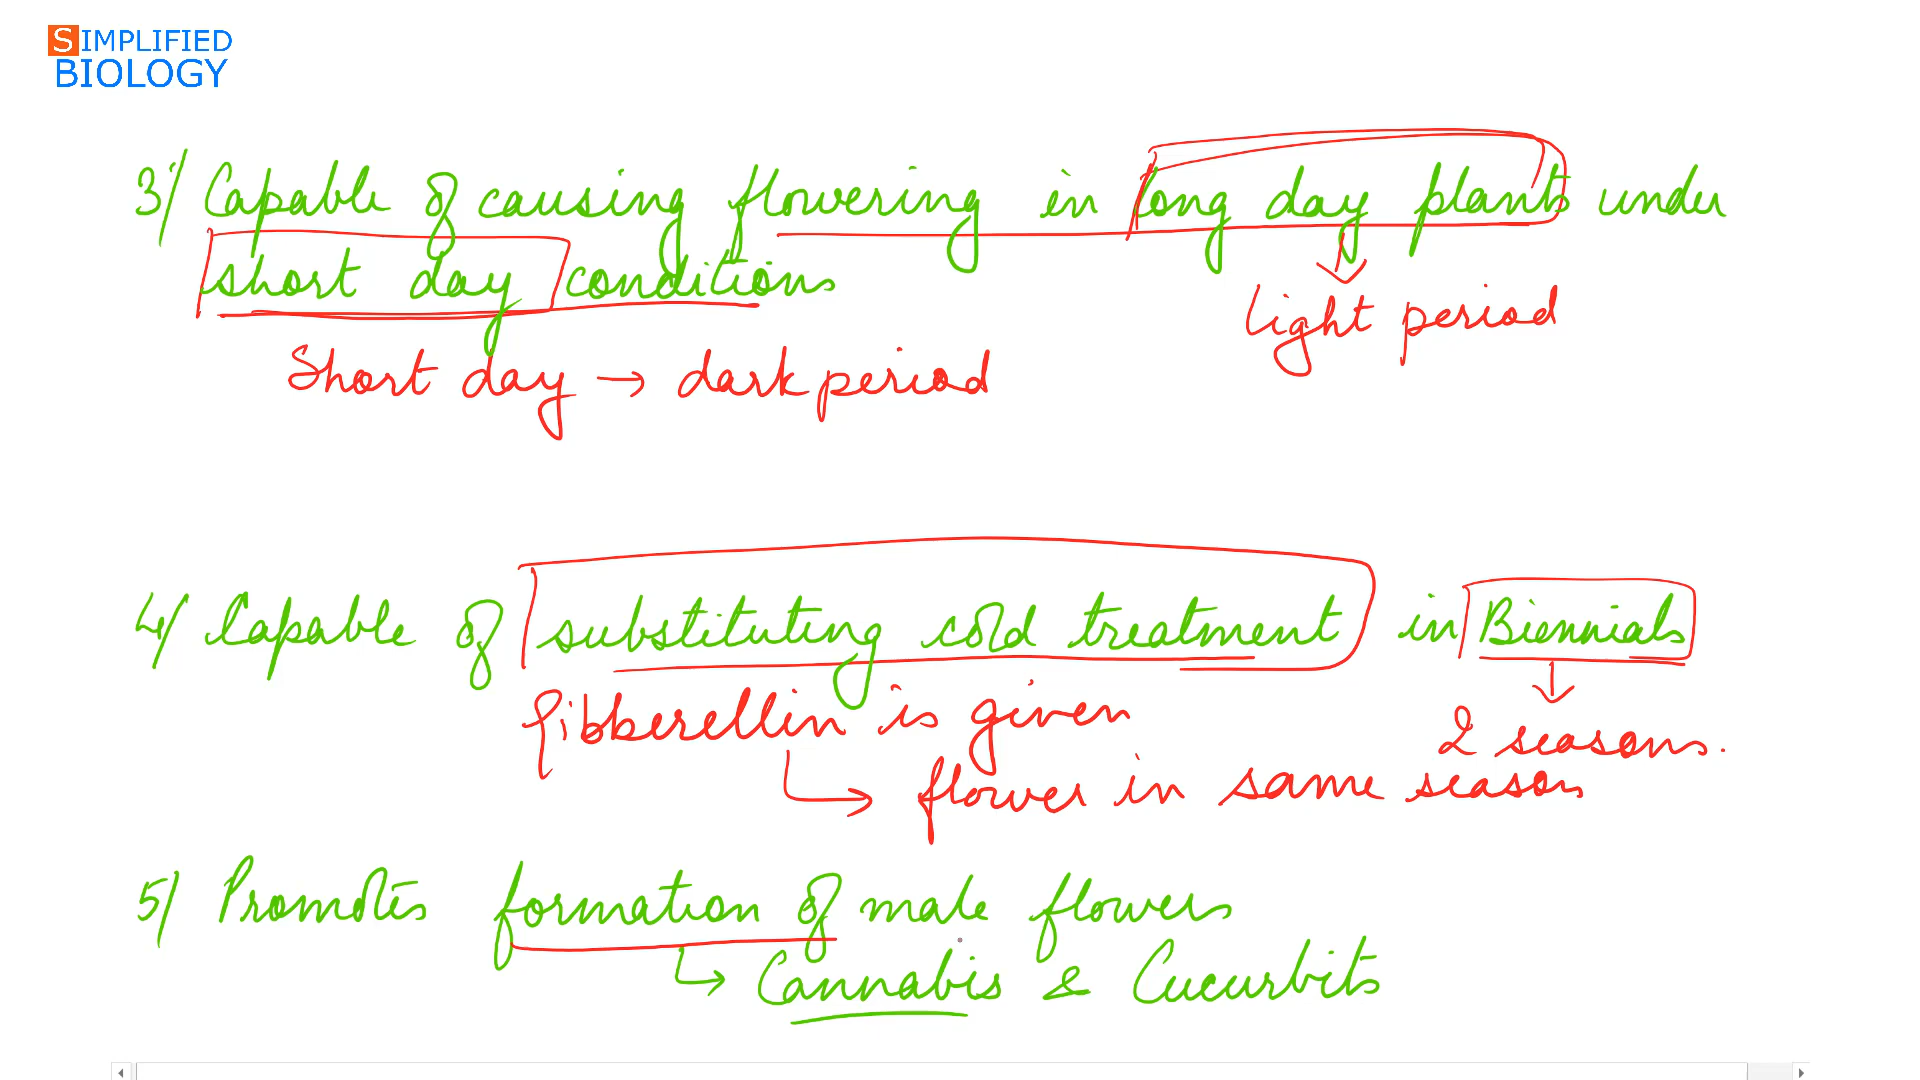 SIMPLIFIED
BIOLOGY
3) Capable of causing flowering in long day plants under
short day conditions
light period
Short day → dark period
4) Capable of substituting cold treatment in Biennials
Gibberellin is given
2 seasons.
flower in same season
5) Promotes formation of male flowers
Cannabis & Cucurbits